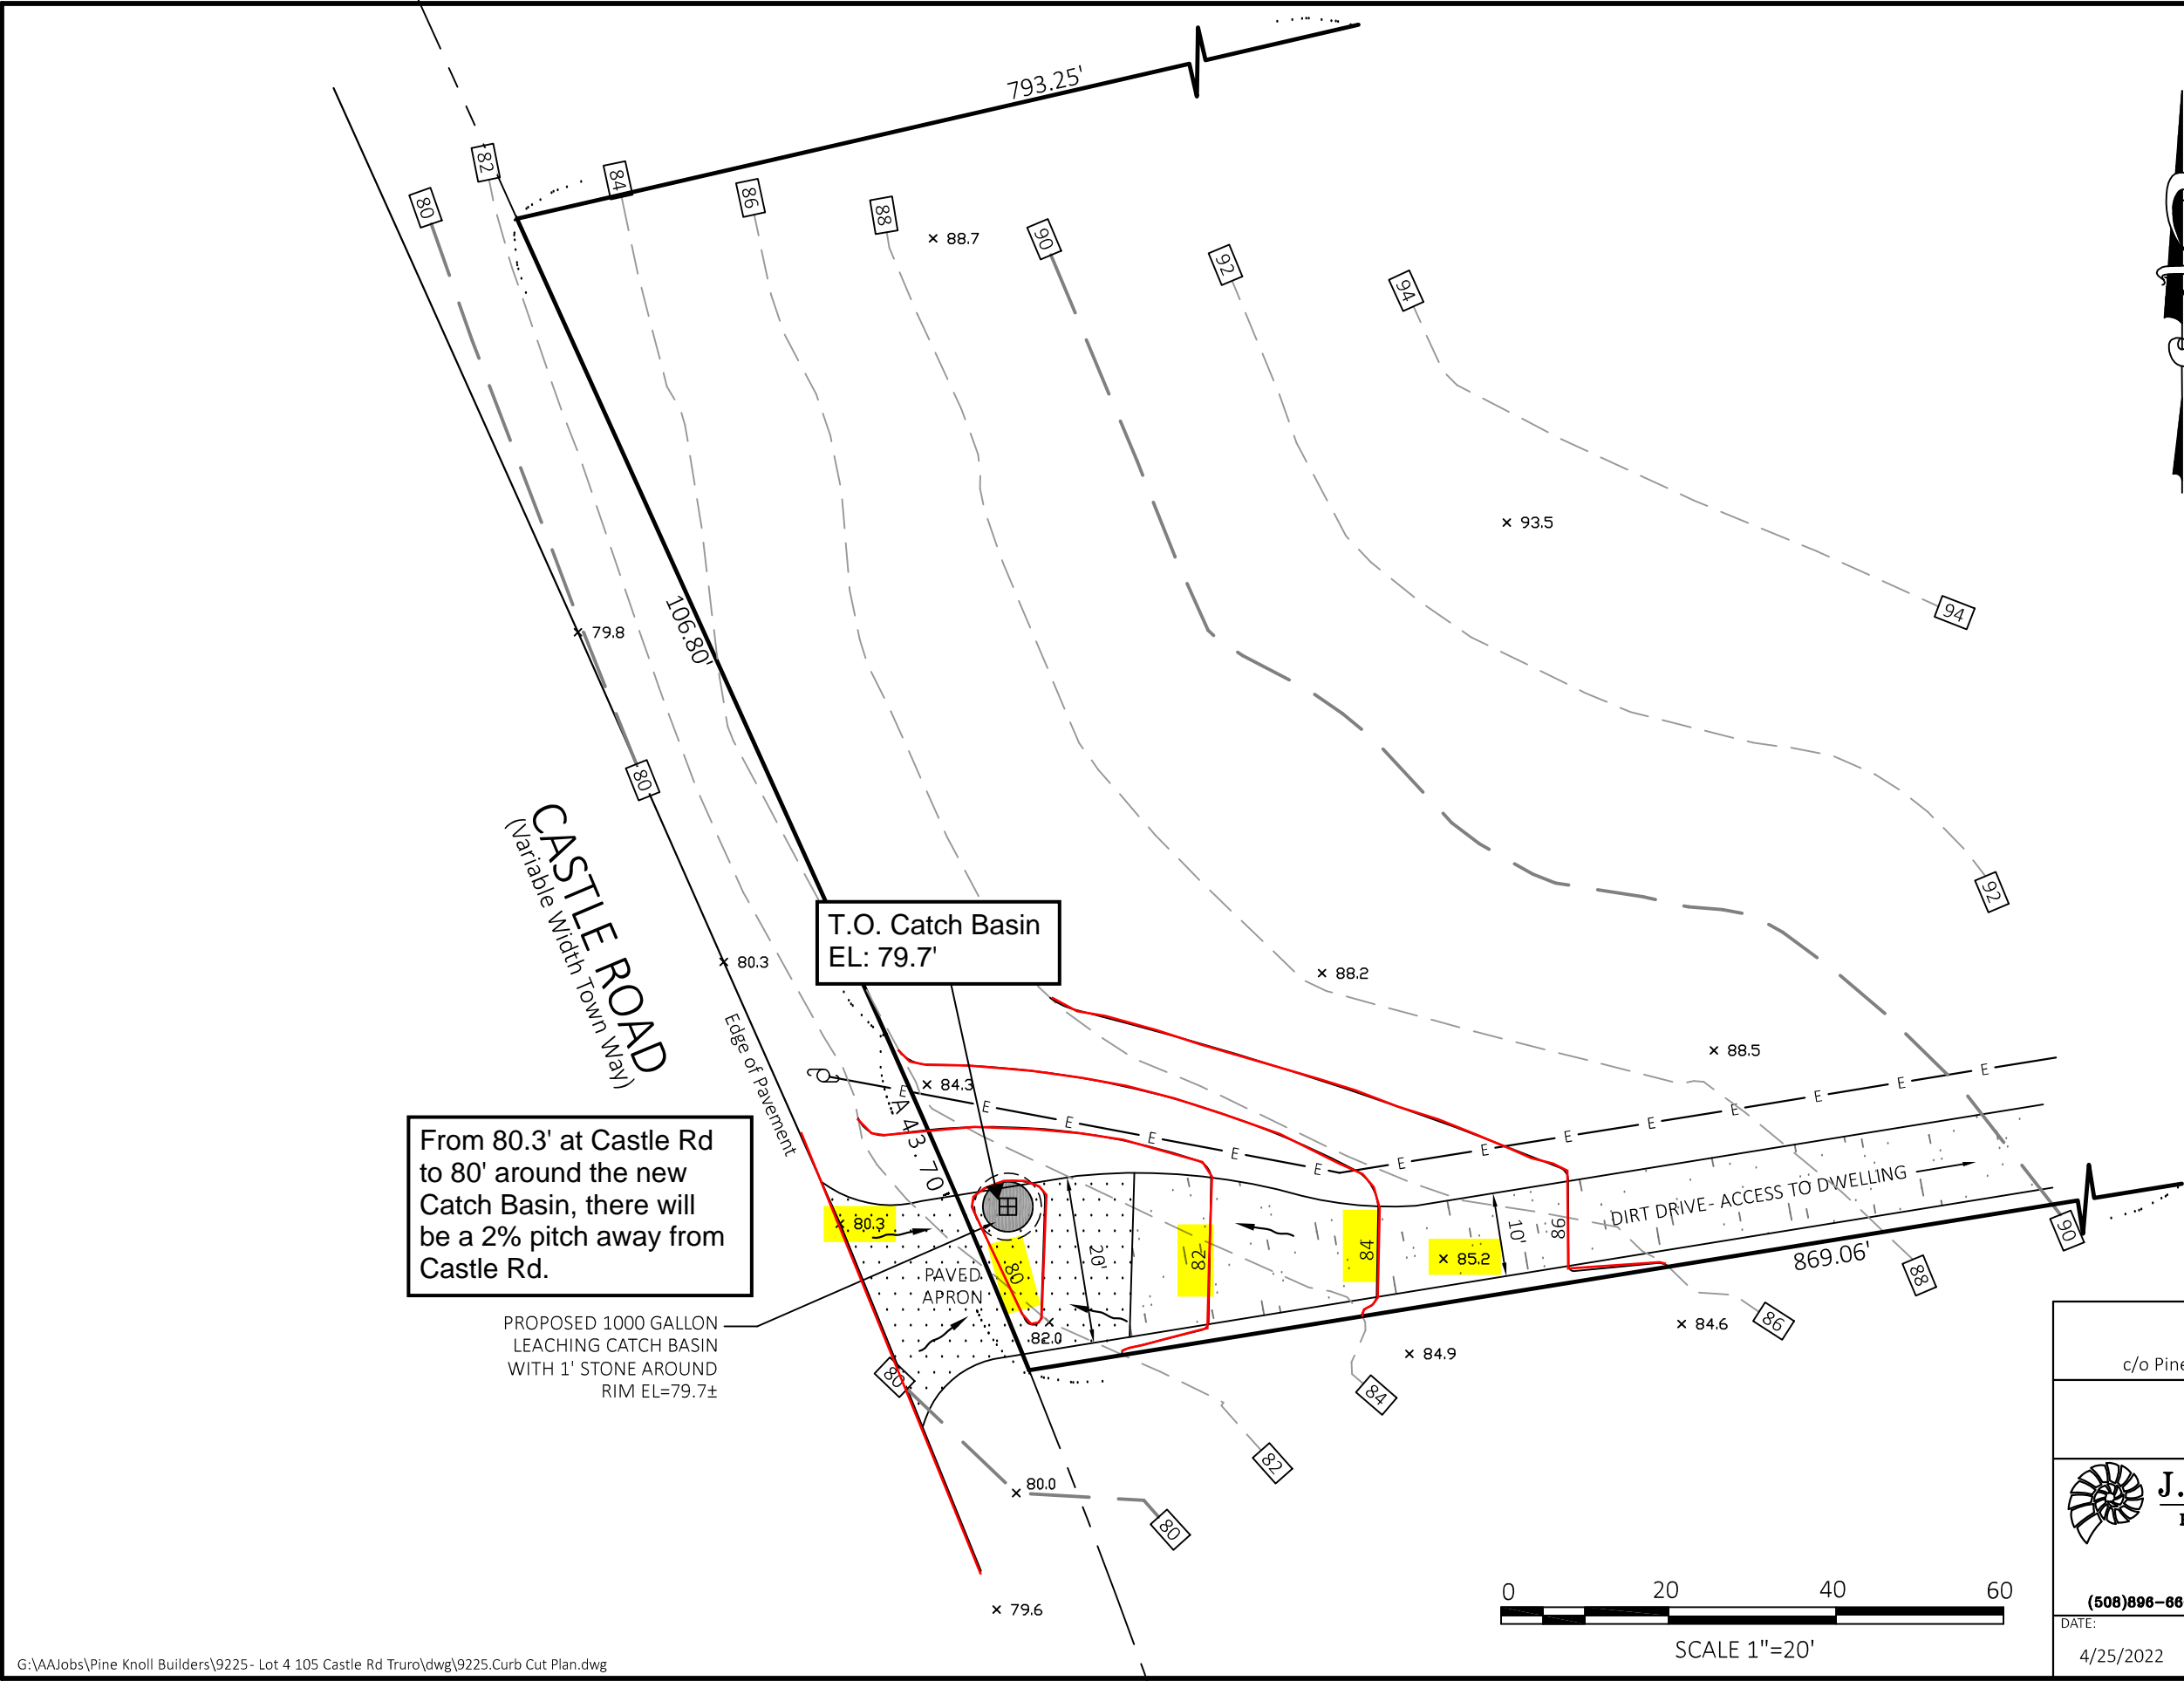 793.25'
82
84
86
88
80
90
92
94
× 88.7
× 93.5
× 79.8
106.80'
94
80
92
CASTLE ROAD
(Variable Width Town Way)
T.O. Catch Basin
EL: 79.7'
× 80.3
× 88.2
Edge of Pavement
× 88.5
× 84.3
E E E E E E E E E E E E E E
A 43.70'
From 80.3' at Castle Rd
to 80' around the new
Catch Basin, there will
be a 2% pitch away from
Castle Rd.
× 80.3
80
PAVED
APRON
20'
82
84
× 85.2
10'
86
DIRT DRIVE- ACCESS TO DWELLING
869.06'
90
88
86
× 84.6
× 84.9
× 82.0
PROPOSED 1000 GALLON
LEACHING CATCH BASIN
WITH 1' STONE AROUND
RIM EL=79.7±
80
84
82
× 80.0
80
× 79.6
0 20 40 60
SCALE 1"=20'
c/o Pine
J.
(508)896-66
DATE:
4/25/2022
G:\AAJobs\Pine Knoll Builders\9225- Lot 4 105 Castle Rd Truro\dwg\9225.Curb Cut Plan.dwg